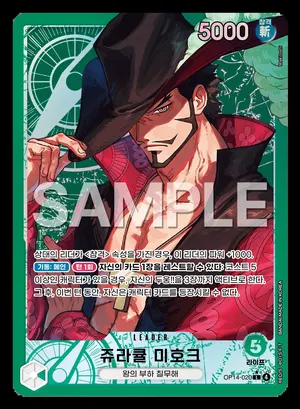 5000
참격
斬
SAMPLE
상대의 리더가 <참격> 속성을 가진 경우, 이 리더의 파워 +1000.
기동: 메인 턴 1회 자신의 카드 1장을 레스트할 수 있다: 코스트 5
이상인 캐릭터가 있을 경우, 자신의 두웅!!을 3장까지 액티브로 한다.
그 후, 이번 턴 동안, 자신은 캐릭터 카드를 등장시킬 수 없다.
LEADER
쥬라큘 미호크
왕의 부하 칠무해
5
라이프
OP14-020 L